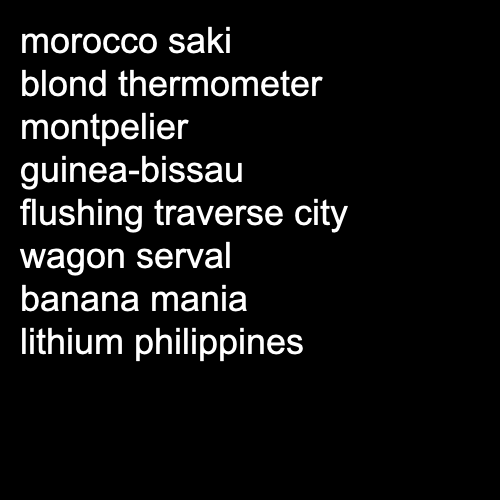 morocco saki
blond thermometer
montpelier
guinea-bissau
flushing traverse city
wagon serval
banana mania
lithium philippines